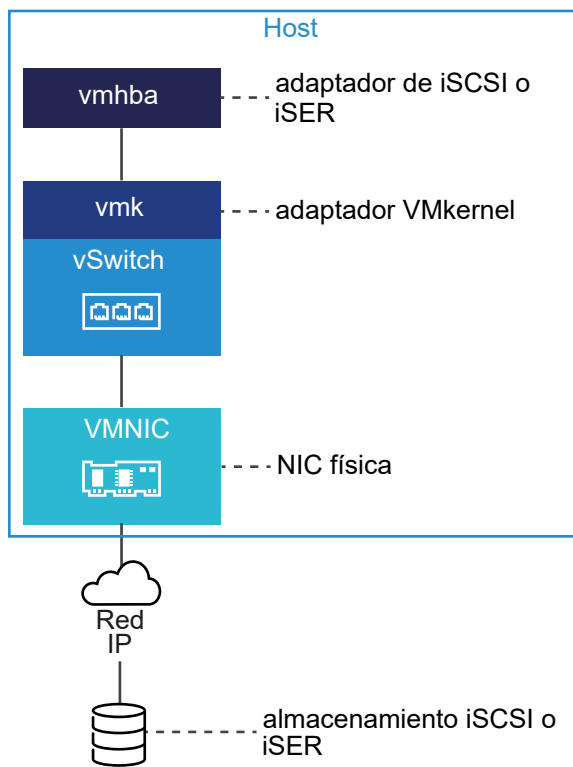 Host
vmhba
adaptador de iSCSI o
iSER
vmk
adaptador VMkernel
vSwitch
VMNIC
NIC física
Red
IP
almacenamiento iSCSI o
iSER